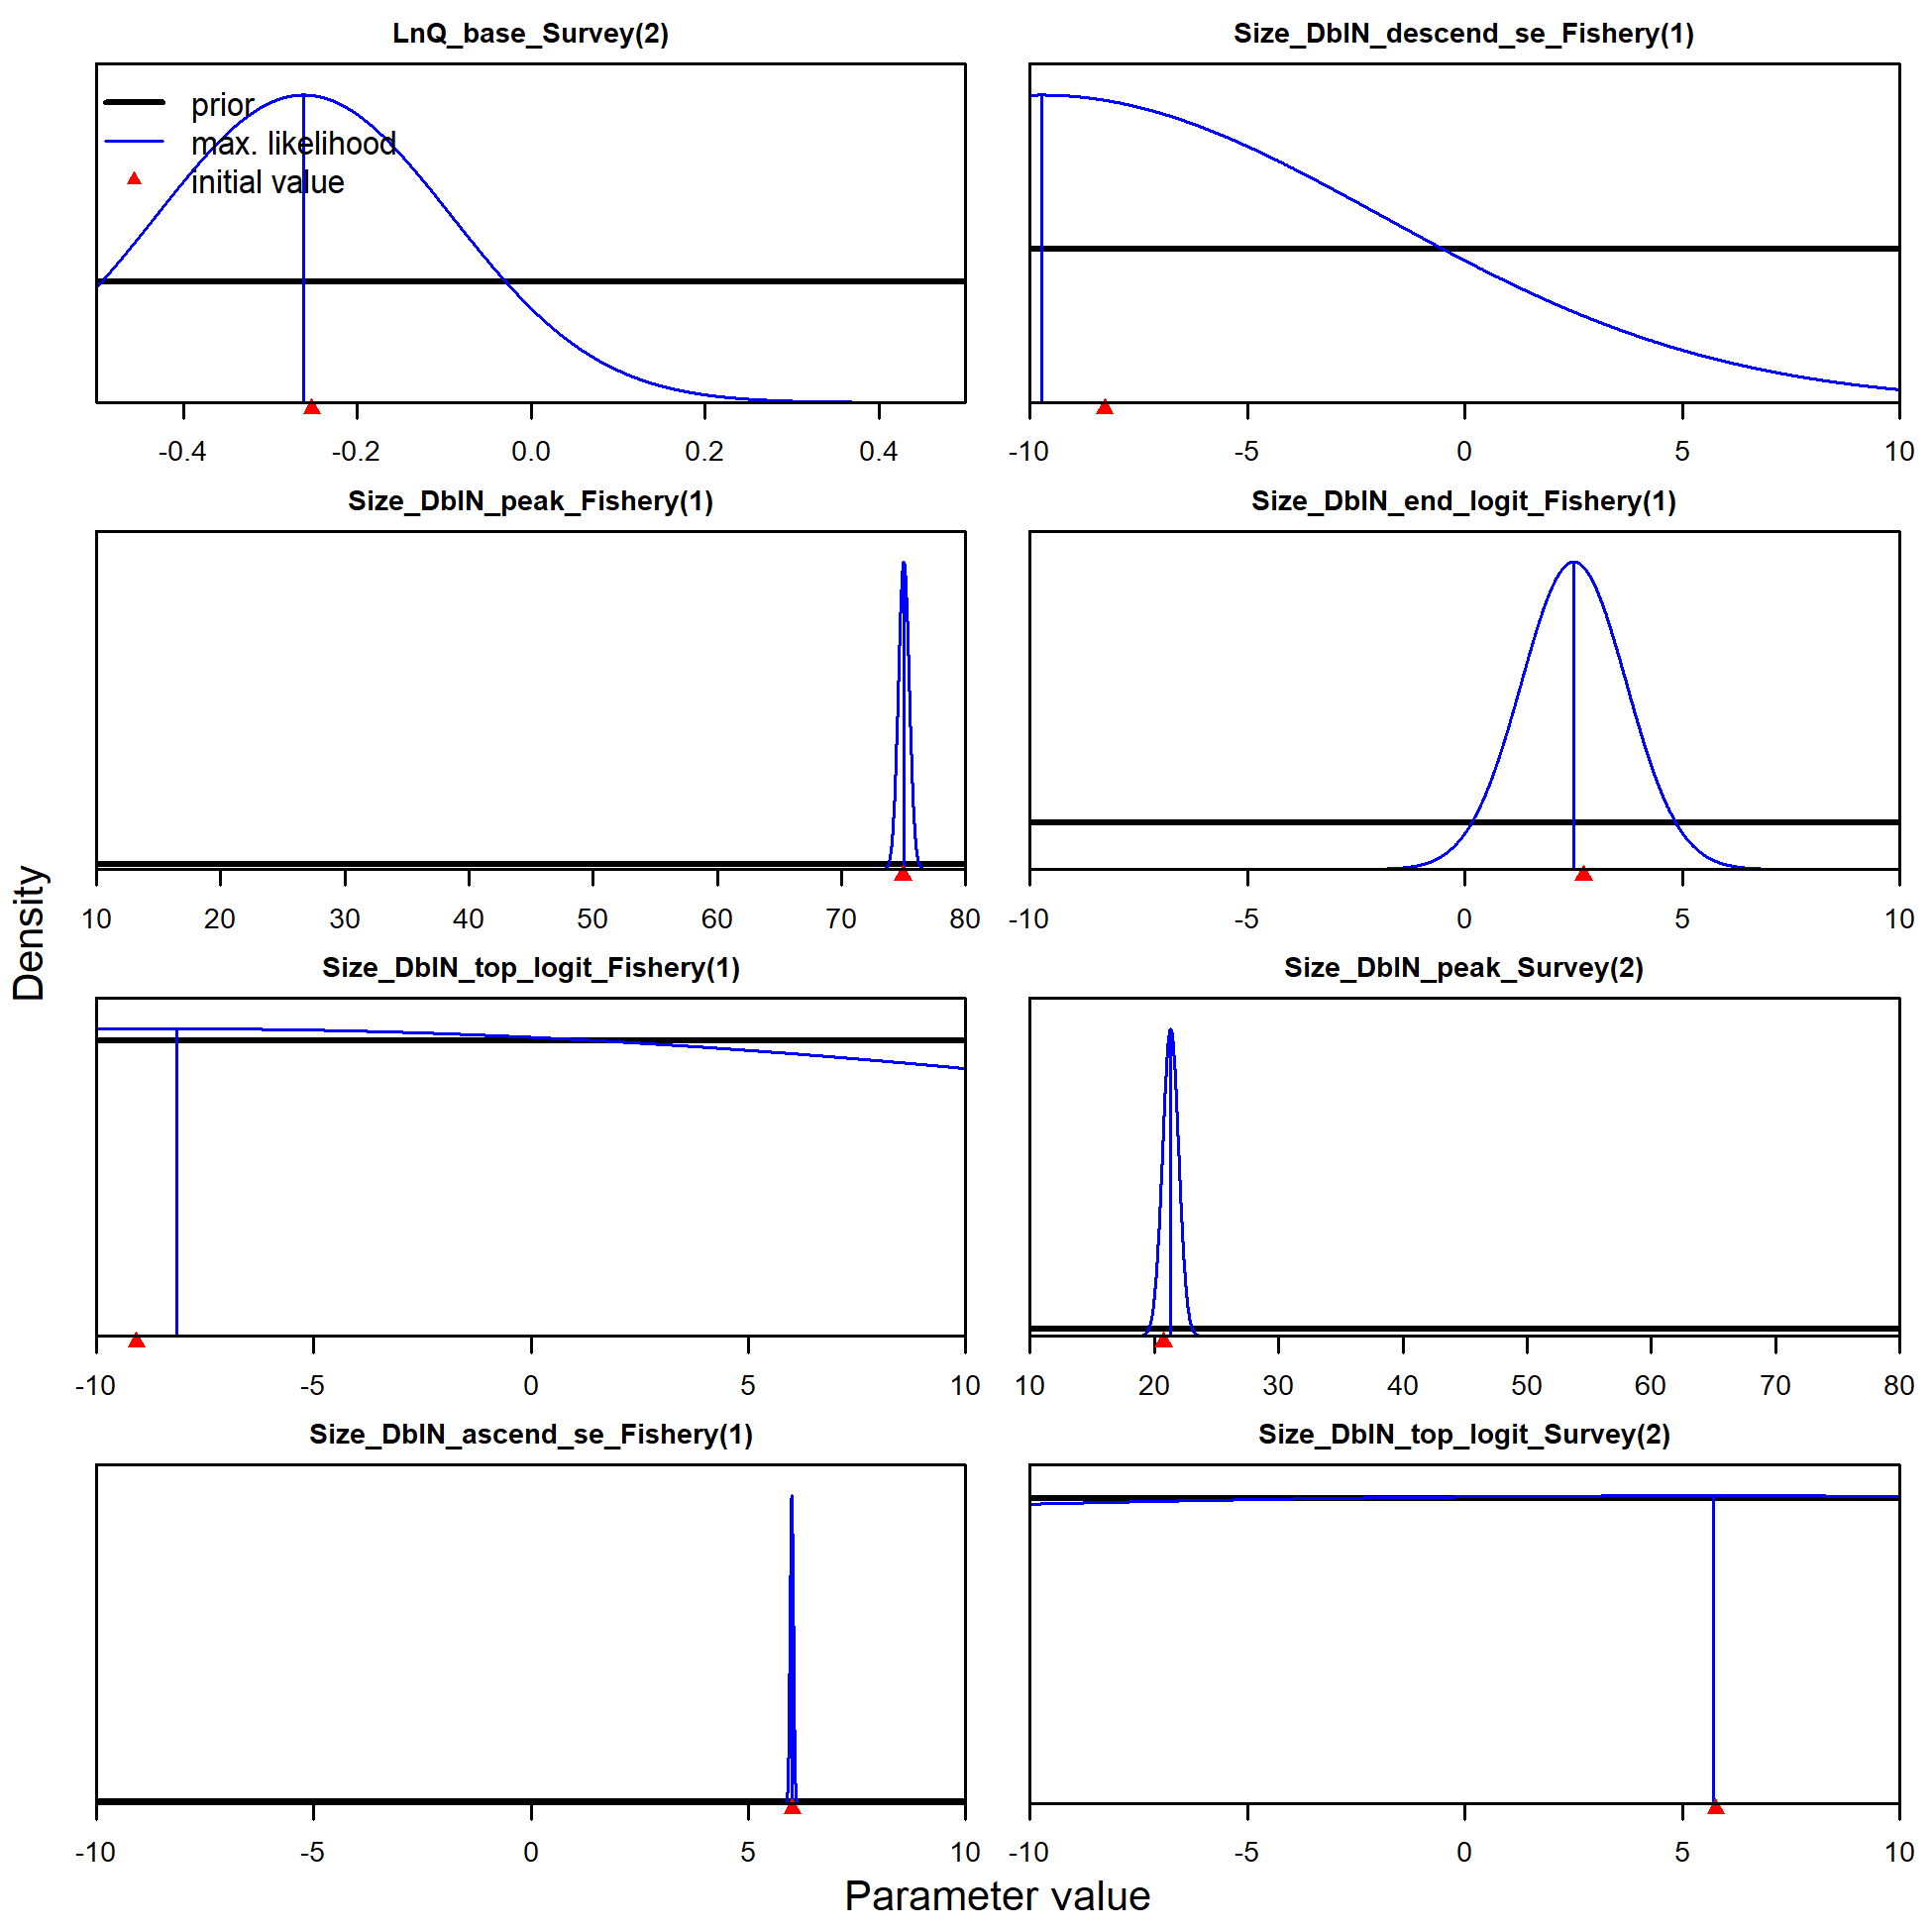 LnQ_base_Survey(2)
Size_DblN_descend_se_Fishery(1)
prior
max. likelihood
initial value
-0.4 -0.2 0.0 0.2 0.4
-10 -5 0 5 10
Size_DblN_peak_Fishery(1)
Size_DblN_end_logit_Fishery(1)
10 20 30 40 50 60 70 80
-10 -5 0 5 10
Size_DblN_top_logit_Fishery(1)
Size_DblN_peak_Survey(2)
-10 -5 0 5 10
10 20 30 40 50 60 70 80
Size_DblN_ascend_se_Fishery(1)
Size_DblN_top_logit_Survey(2)
-10 -5 0 5 10
-10 -5 0 5 10
Density
Parameter value